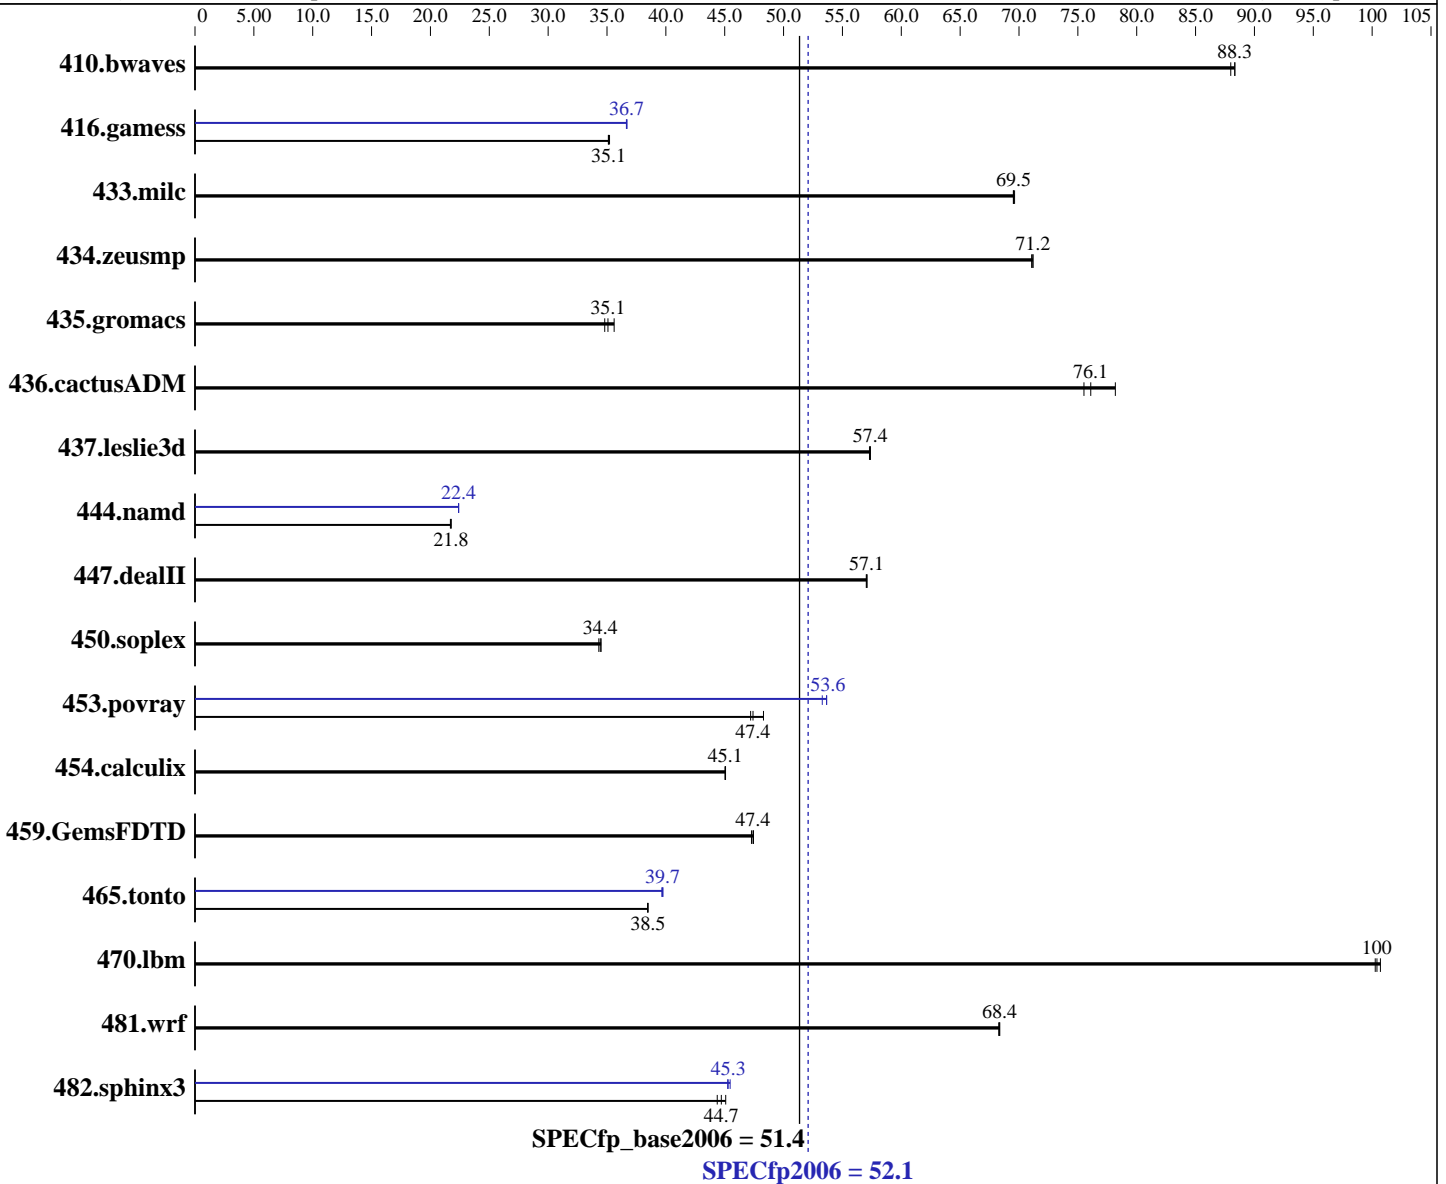 0 5.00 10.0 15.0 20.0 25.0 30.0 35.0 40.0 45.0 50.0 55.0 60.0 65.0 70.0 75.0 80.0 85.0 90.0 95.0 100 105
410.bwaves 88.3
416.gamess 36.7
35.1
433.milc 69.5
434.zeusmp 71.2
435.gromacs 35.1
436.cactusADM 76.1
437.leslie3d 57.4
444.namd 22.4
21.8
447.dealII 57.1
450.soplex 34.4
453.povray 53.6
47.4
454.calculix 45.1
459.GemsFDTD 47.4
465.tonto 39.7
38.5
470.lbm 100
481.wrf 68.4
482.sphinx3 45.3
44.7
SPECfp_base2006 = 51.4
SPECfp2006 = 52.1